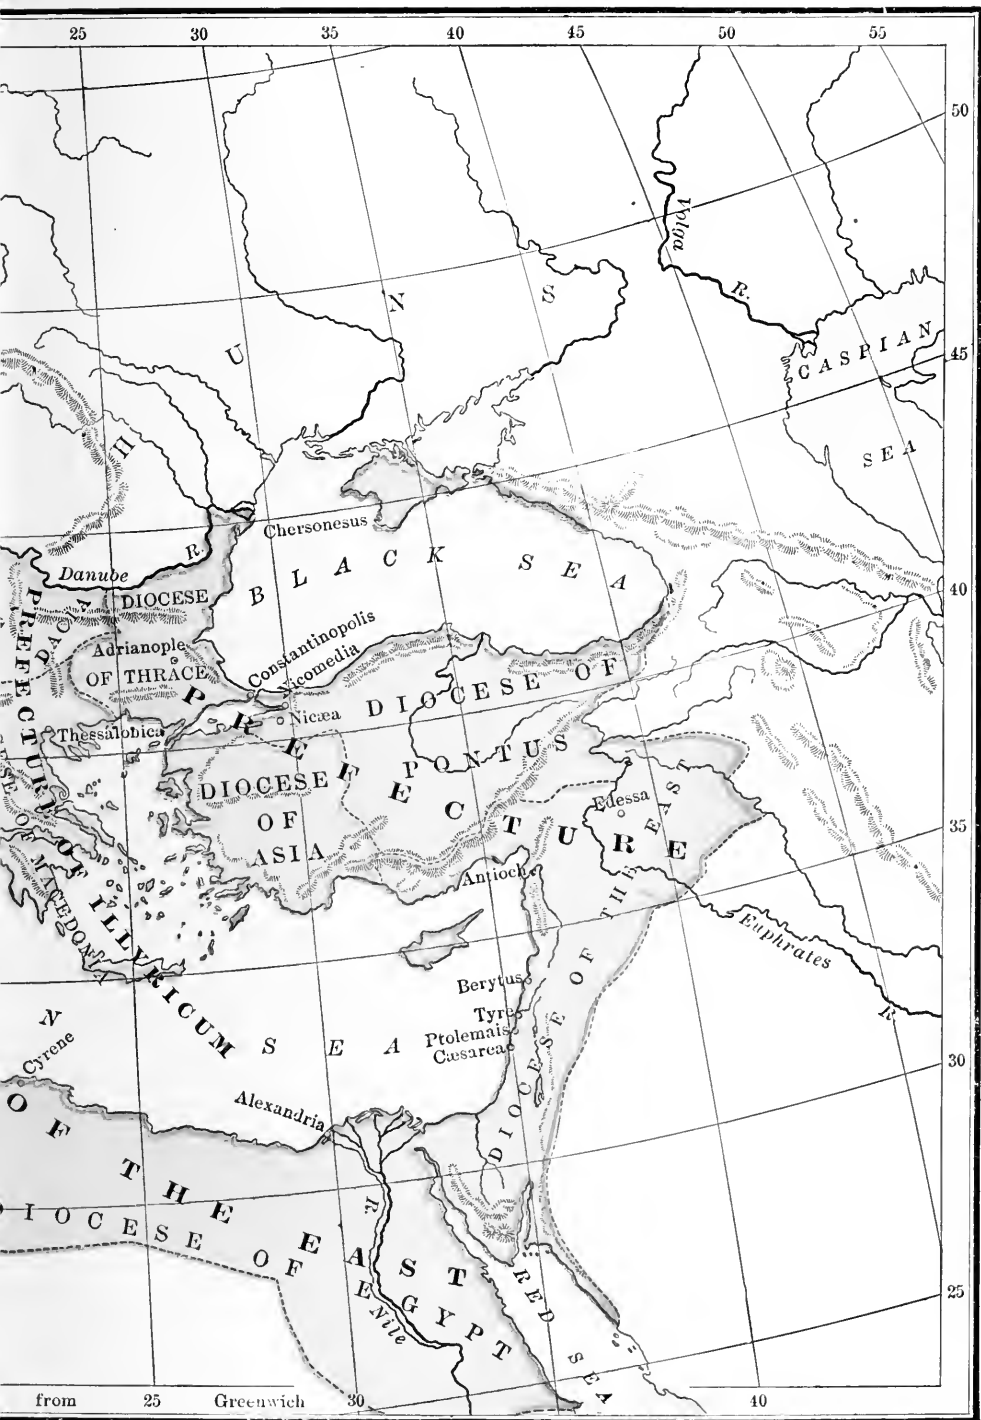 25 30 35 40 45 50 55
50
Volga
R.
H U N S
CASPIAN
SEA
45
Chersonesus
BLACK SEA
Danube R.
DIOCESE
OF THRACE
Adrianople
DACIA
40
Constantinopolis
Nicomedia
Nicæa
Thessalonica
DIOCESE OF
PONTUS
PREFECTURE
OF ILLYRICUM
OF MACEDONIA
DIOCESE
OF
ASIA
PREFECTURE
Edessa
35
Antioch
DIOCESE OF THE EAST
Euphrates
R.
Berytus
Tyre
Ptolemais
Cæsarea
N
SEA
Cyrene
30
Alexandria
OF THE EAST
DIOCESE OF EGYPT
R.
Nile
RED SEA
25
from 25 Greenwich 30 40